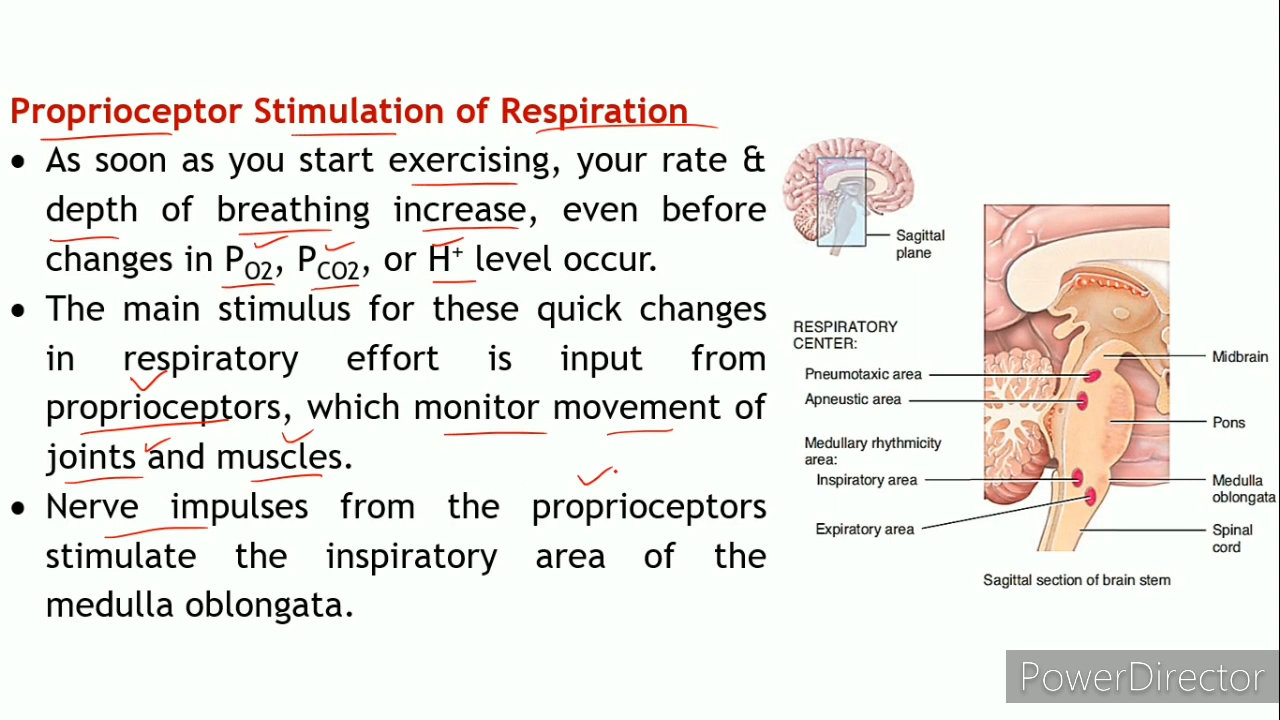 Proprioceptor Stimulation of Respiration
• As soon as you start exercising, your rate &
depth of breathing increase, even before
changes in PO2, PCO2, or H+ level occur.
• The main stimulus for these quick changes
in respiratory effort is input from
proprioceptors, which monitor movement of
joints and muscles.
• Nerve impulses from the proprioceptors
stimulate the inspiratory area of the
medulla oblongata.
Sagittal
plane
RESPIRATORY
CENTER:
Pneumotaxic area
Apneustic area
Medullary rhythmicity
area:
Inspiratory area
Expiratory area
Midbrain
Pons
Medulla
oblongata
Spinal
cord
Sagittal section of brain stem
PowerDirector